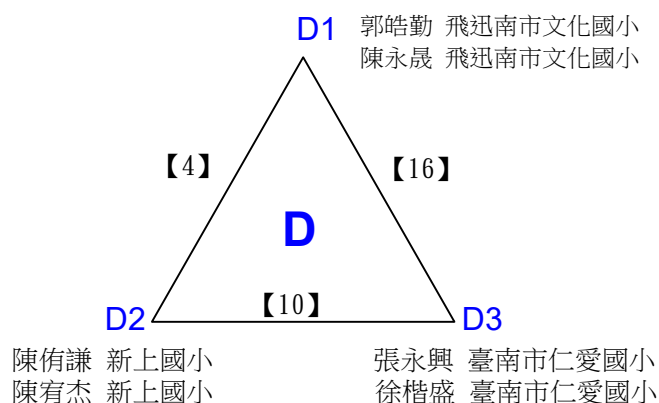 D1 郭皓勤 飛迅南市文化國小
陳永晟 飛迅南市文化國小
【4】 【16】
D
【10】
D2 D3
陳侑謙 新上國小 張永興 臺南市仁愛國小
陳宥杰 新上國小 徐楷盛 臺南市仁愛國小